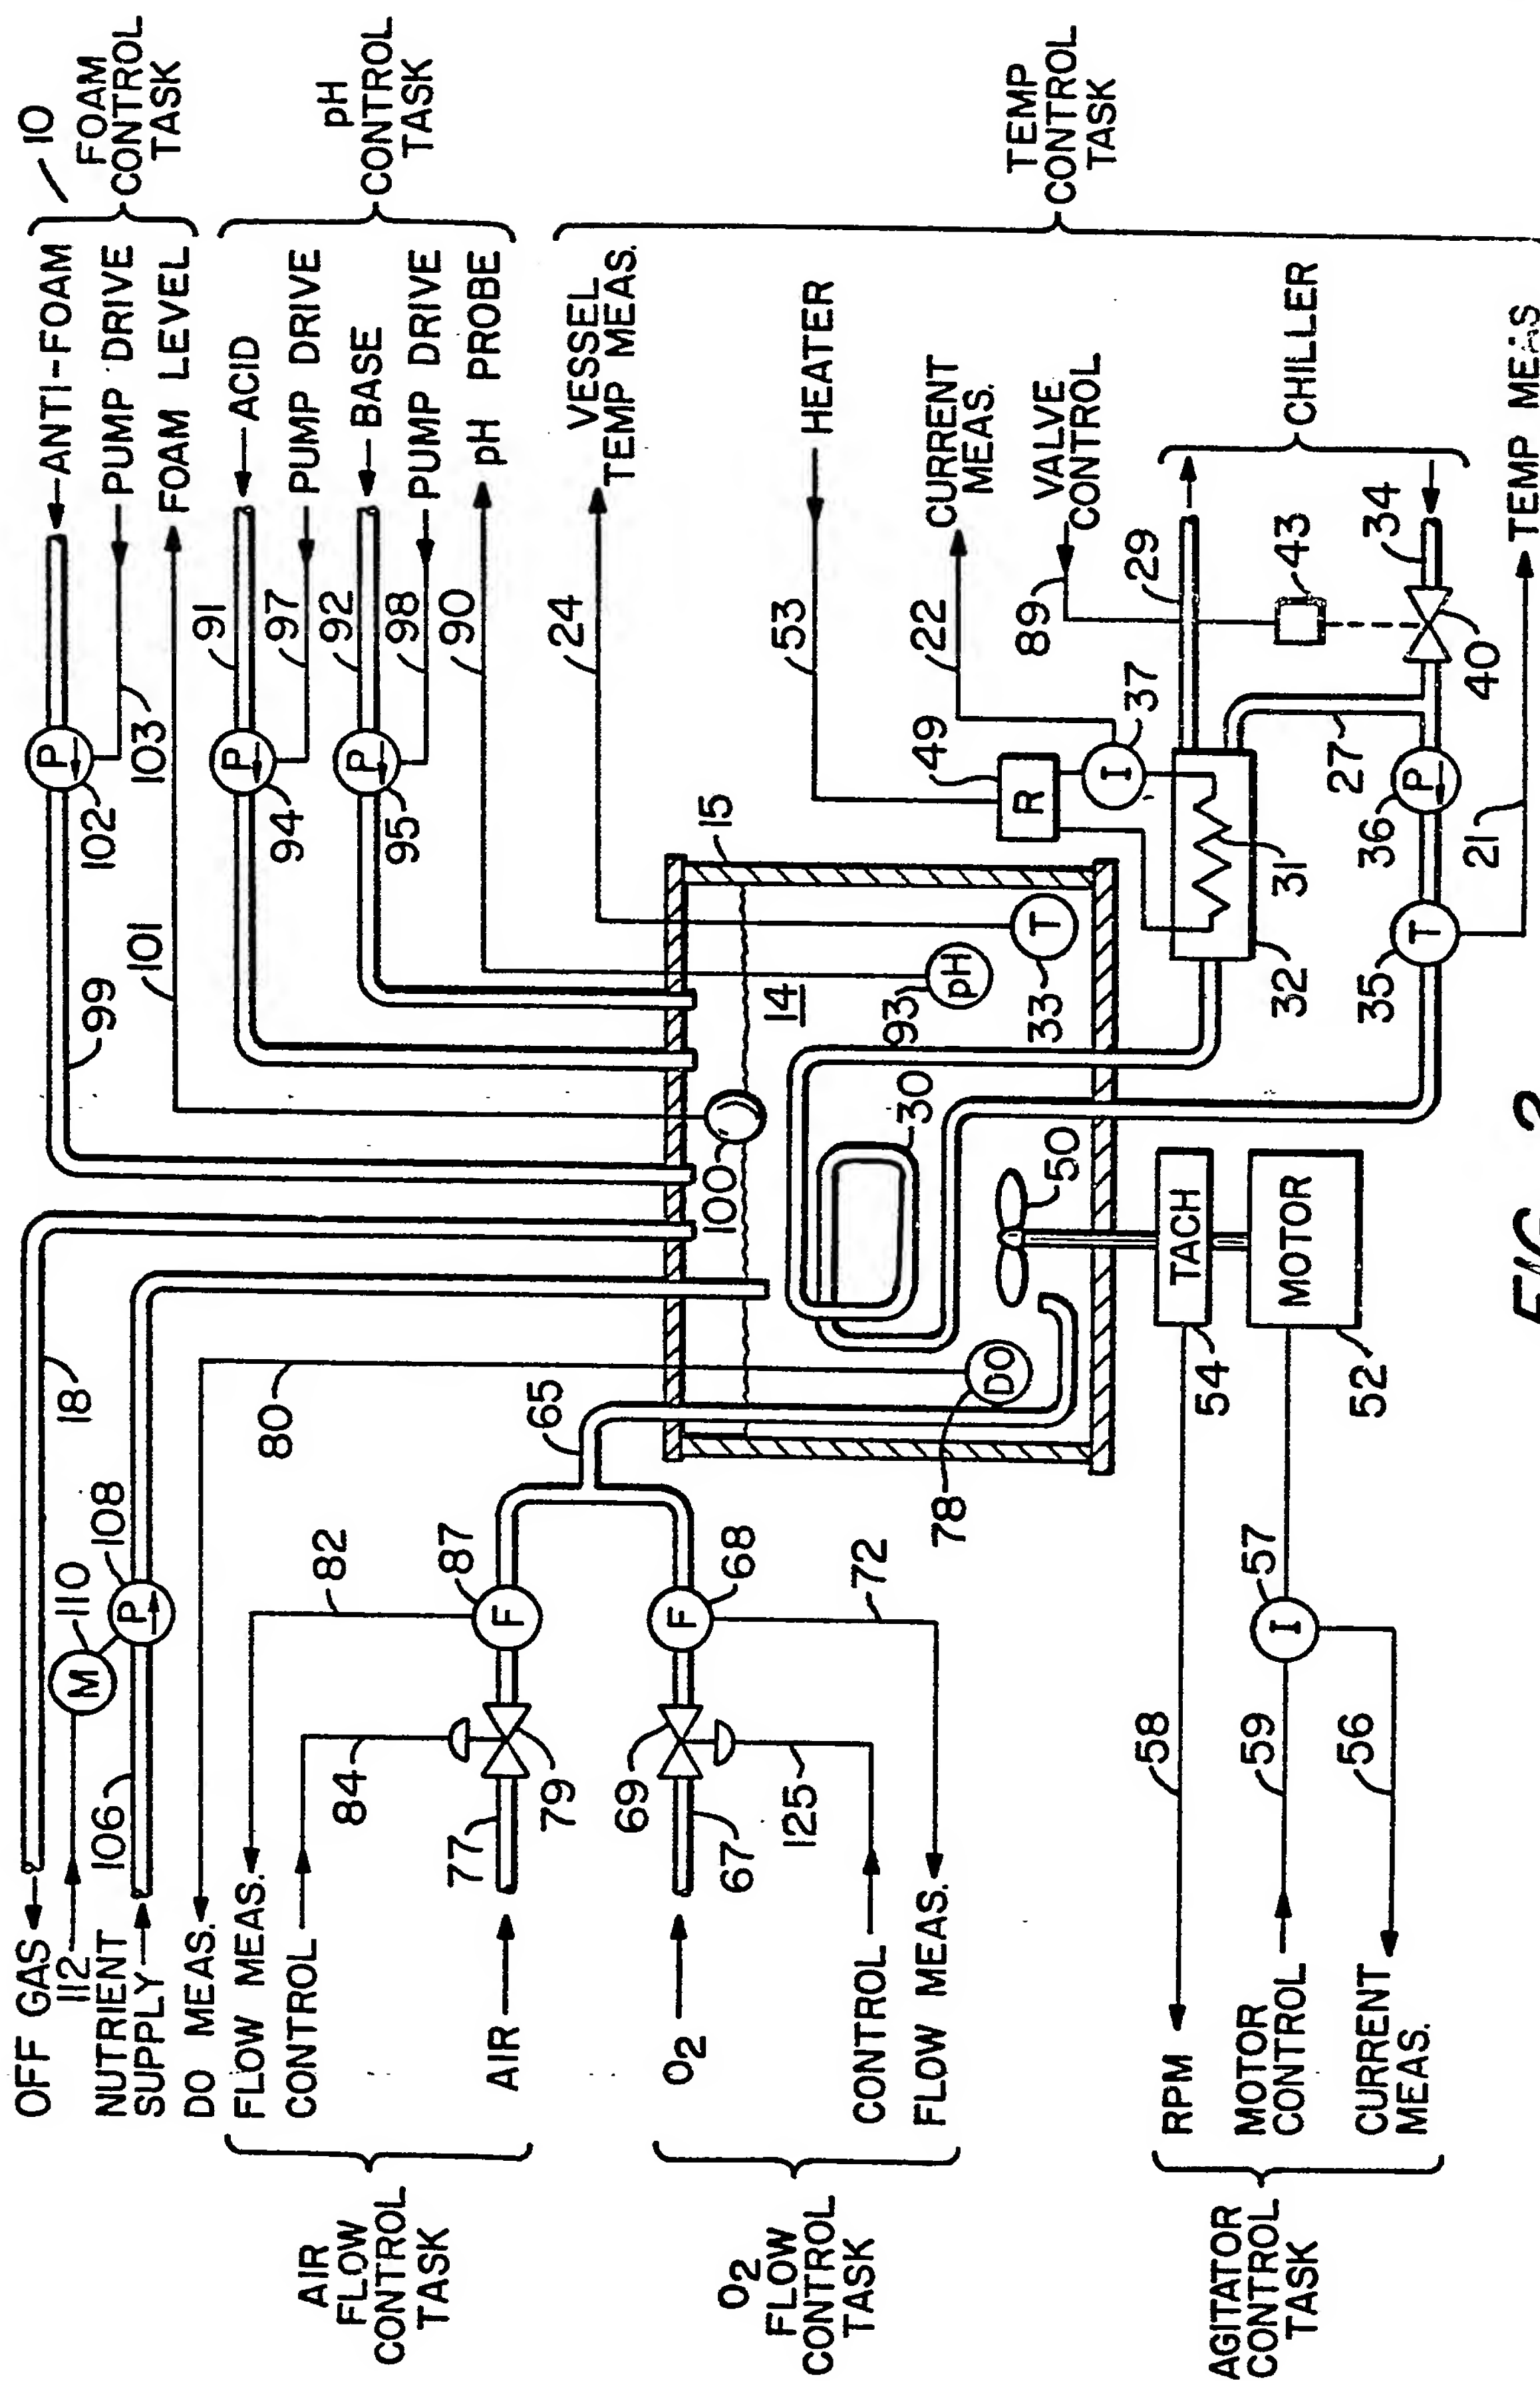 OFF GAS
112
NUTRIENT
SUPPLY
DO MEAS.
FLOW MEAS.
CONTROL
AIR
O2
CONTROL
FLOW MEAS.
RPM
MOTOR
CONTROL
CURRENT
MEAS.
AIR
FLOW
CONTROL
TASK
O2
FLOW
CONTROL
TASK
AGITATOR
CONTROL
TASK
18
106
M
110
P
108
80
82
84
87
F
77
79
65
69
F
68
67
125
72
78
DO
58
59
56
I
57
54
TACH
52
MOTOR
50
30
100
14
15
93
pH
33
T
99
101
102
P
103
94
P
95
P
91
97
92
98
90
24
53
49
R
22
37
I
89
29
43
34
40
27
31
32
36
P
35
T
21
10
ANTI-FOAM
PUMP DRIVE
FOAM LEVEL
FOAM
CONTROL
TASK
ACID
PUMP DRIVE
BASE
PUMP DRIVE
pH PROBE
pH
CONTROL
TASK
VESSEL
TEMP MEAS.
HEATER
CURRENT
MEAS.
VALVE
CONTROL
CHILLER
TEMP MEAS
TEMP
CONTROL
TASK